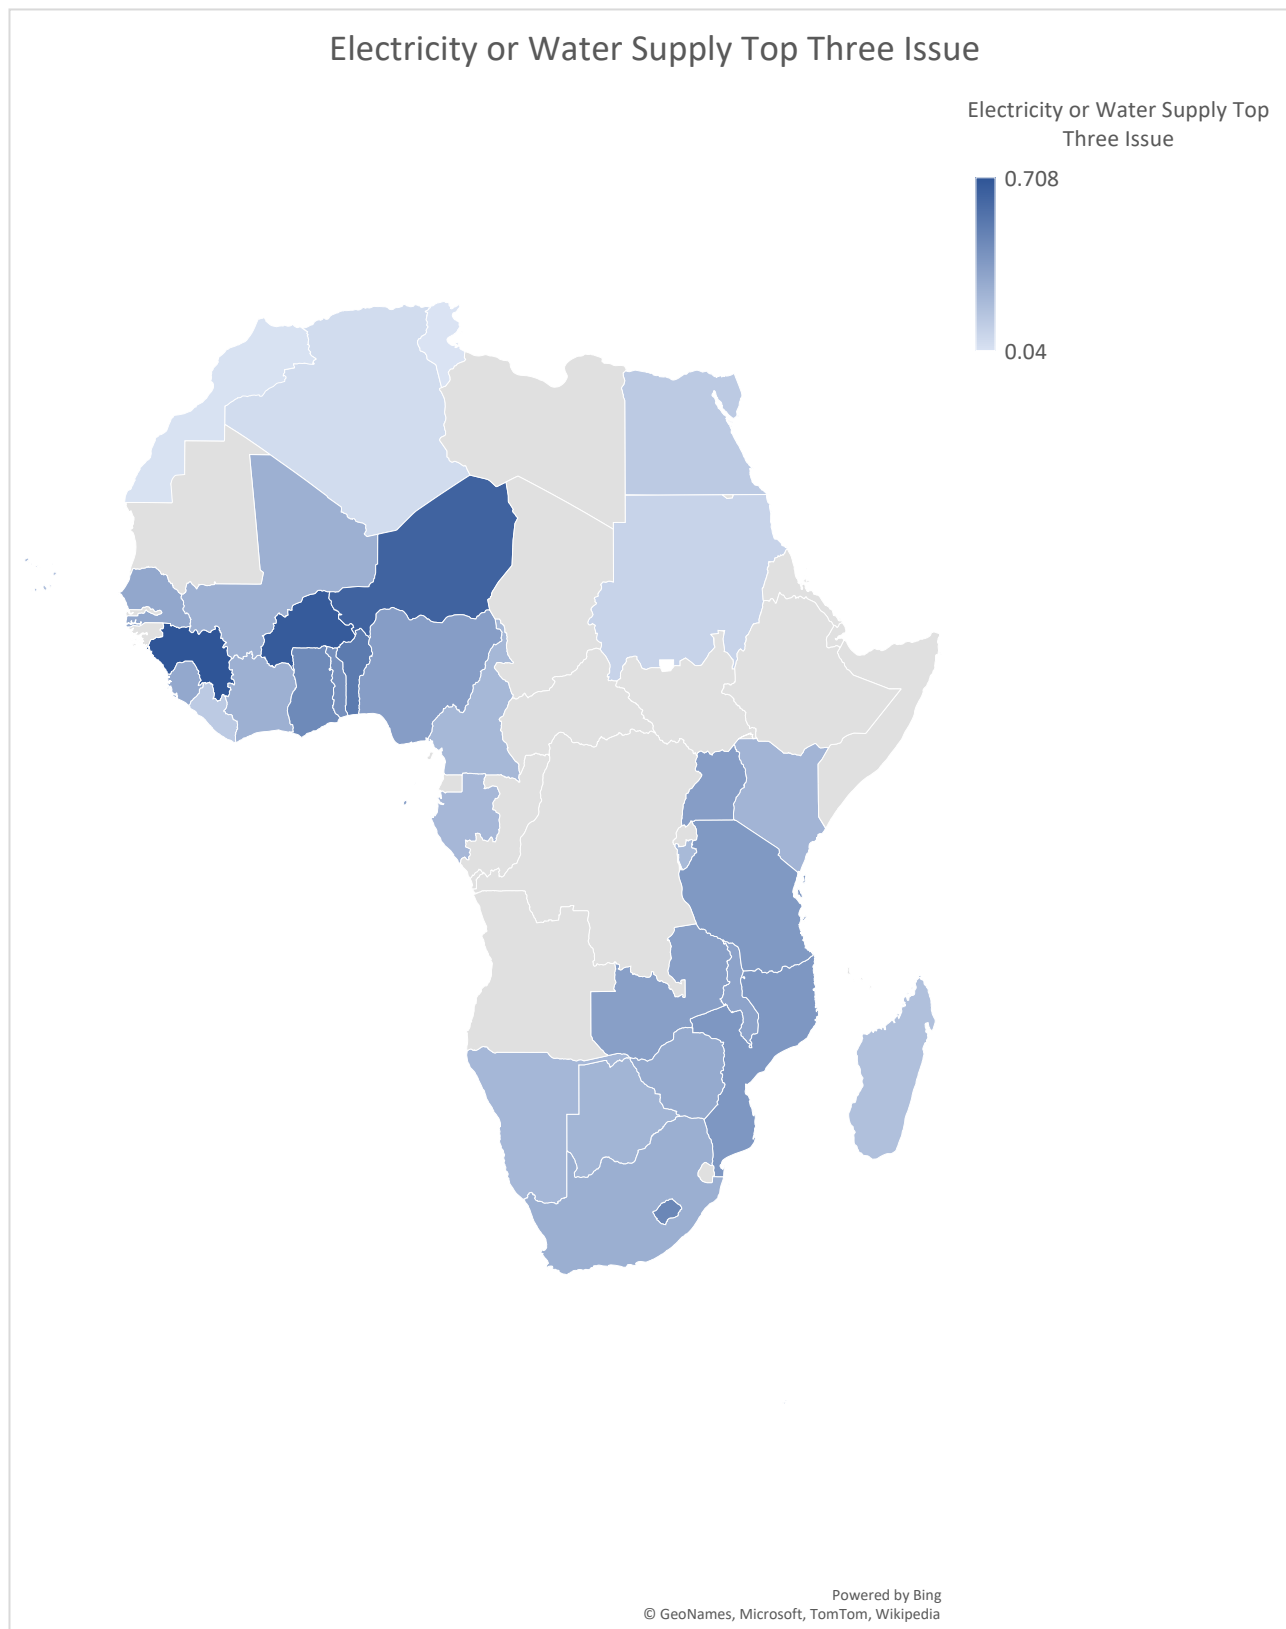 Electricity or Water Supply Top Three Issue
Electricity or Water Supply Top
Three Issue
0.708
0.04
Powered by Bing
© GeoNames, Microsoft, TomTom, Wikipedia